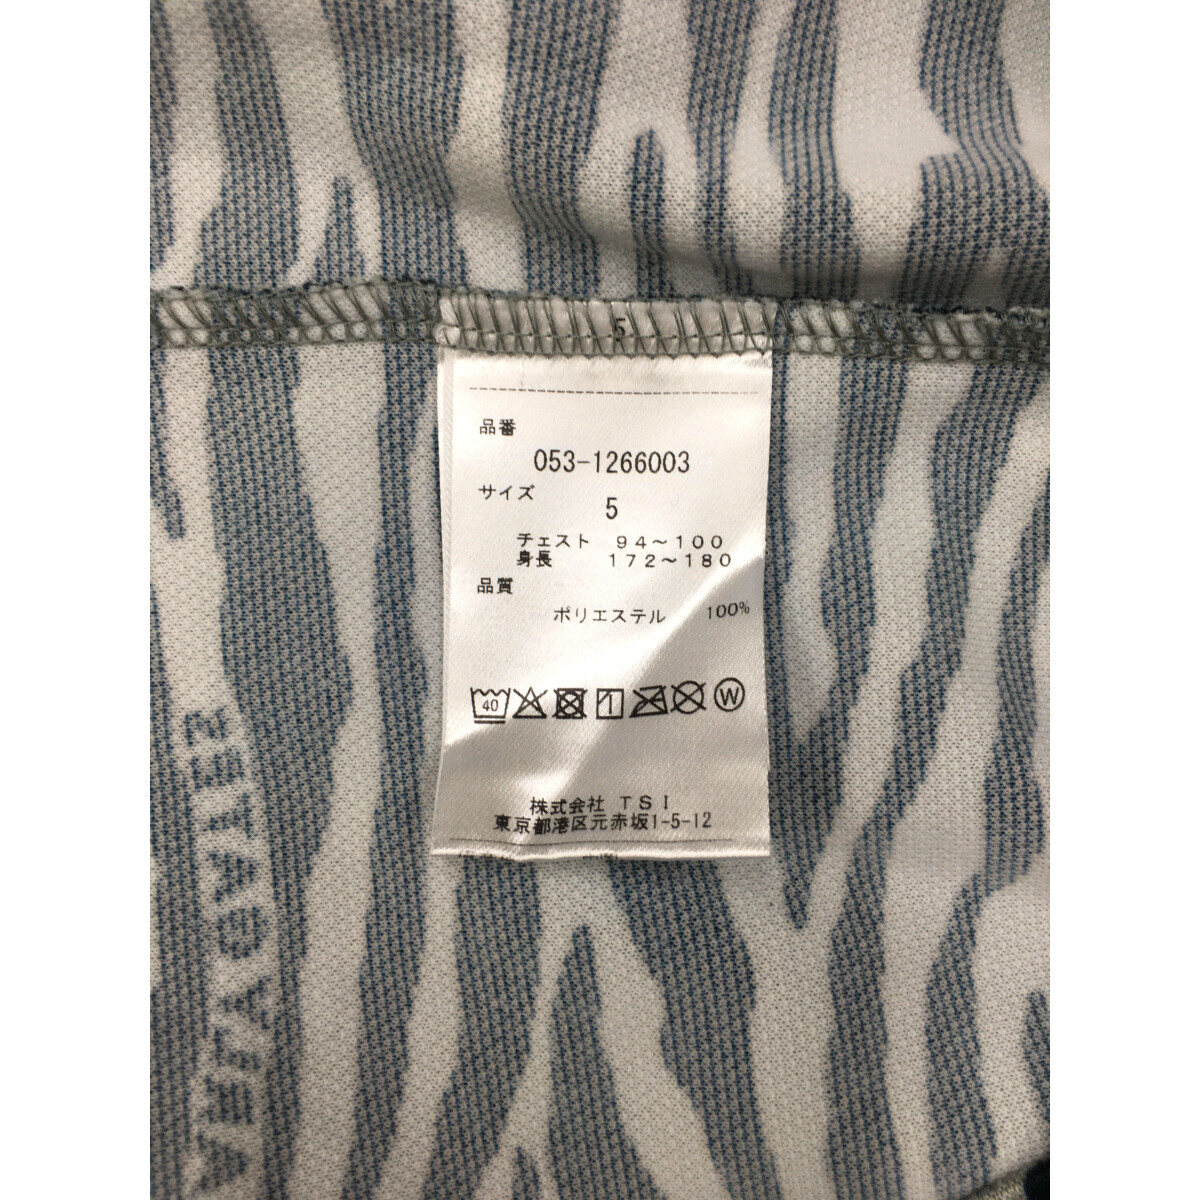 5
品番
053-1266003
サイズ
5
チェスト 94～100
身長 172～180
品質
ポリエステル 100%
40
W
株式会社 TSI
東京都港区元赤坂1-5-12